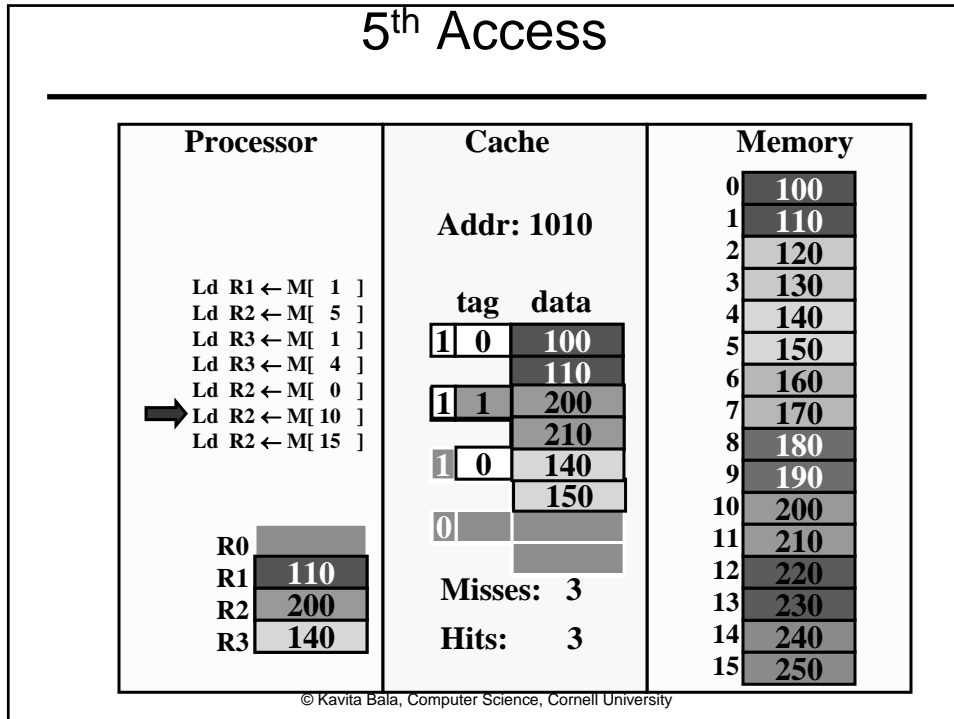 5th Access
Processor
Ld R1 ← M[ 1 ]
Ld R2 ← M[ 5 ]
Ld R3 ← M[ 1 ]
Ld R3 ← M[ 4 ]
Ld R2 ← M[ 0 ]
Ld R2 ← M[ 10 ]
Ld R2 ← M[ 15 ]
R0
R1 110
R2 200
R3 140
Cache
Addr: 1010
tag data
1 0 100
110
1 1 200
210
1 0 140
150
0
Misses: 3
Hits: 3
Memory
0 100
1 110
2 120
3 130
4 140
5 150
6 160
7 170
8 180
9 190
10 200
11 210
12 220
13 230
14 240
15 250
© Kavita Bala, Computer Science, Cornell University